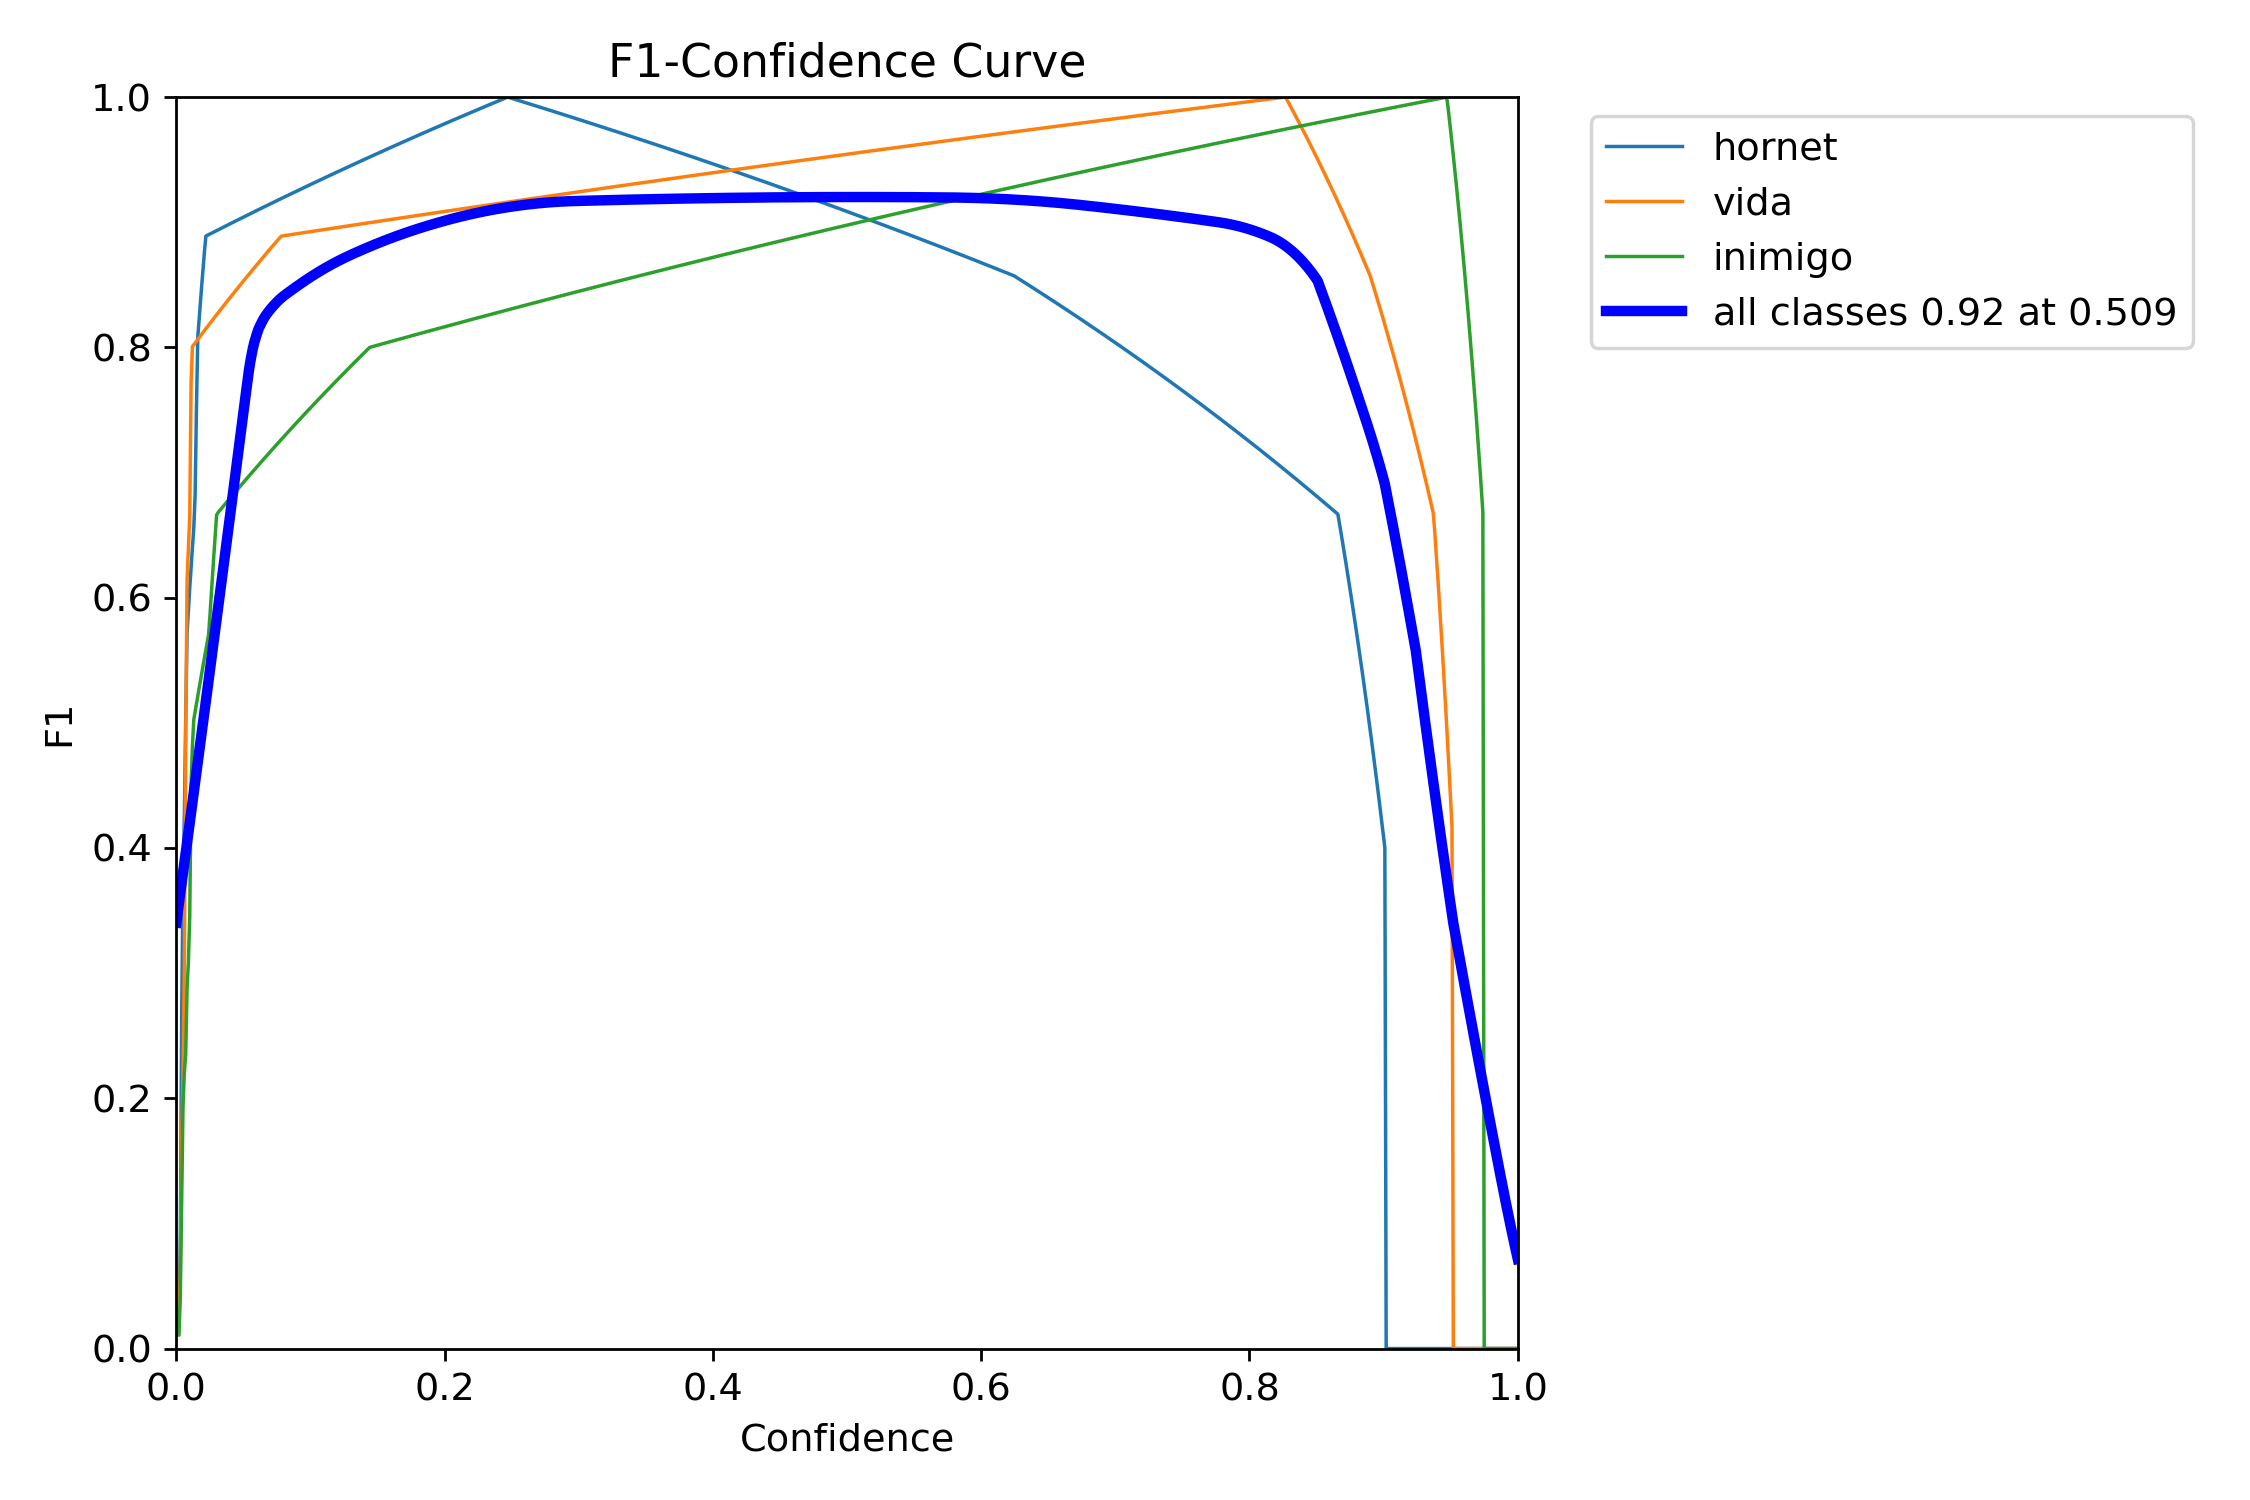 F1-Confidence Curve
1.0
0.8
0.6
0.4
0.2
0.0
F1
0.0 0.2 0.4 0.6 0.8 1.0
Confidence
hornet
vida
inimigo
all classes 0.92 at 0.509